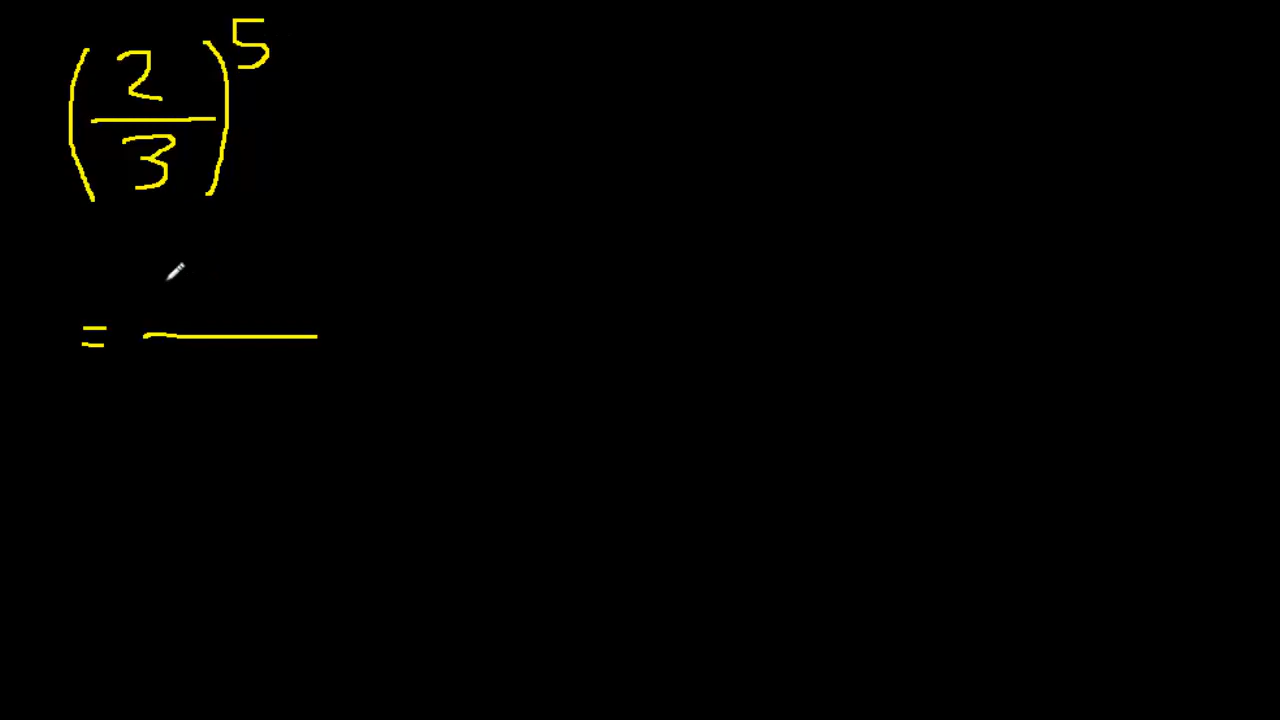 (2/3)^5
=